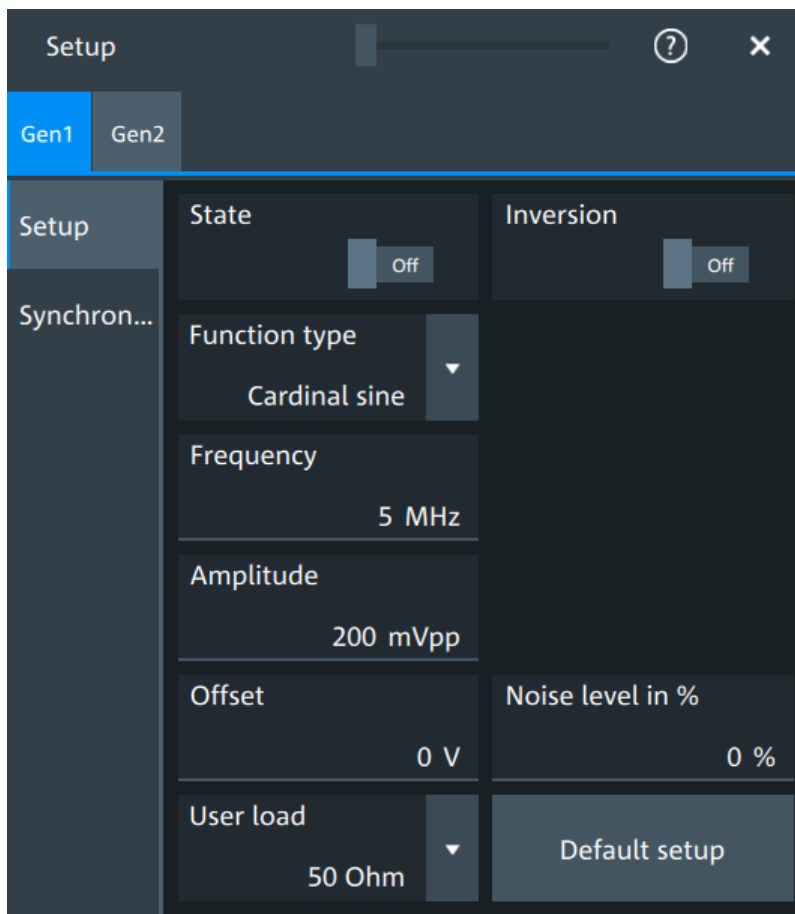 Setup
?
Gen1 Gen2
Setup
Synchron...
State
Off
Inversion
Off
Function type
Cardinal sine
Frequency
5 MHz
Amplitude
200 mVpp
Offset
0 V
Noise level in %
0 %
User load
50 Ohm
Default setup